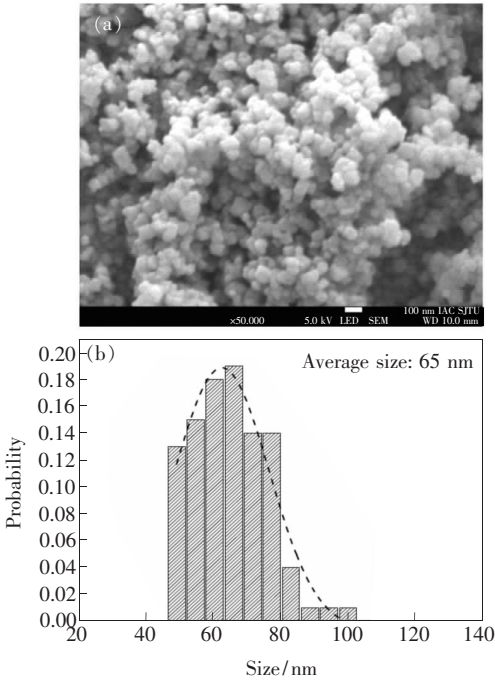 (a)
100 nm IAC SJTU
×50.000 5.0 kV LED SEM WD 10.0 mm
(b)
Average size: 65 nm
0.20
0.18
0.16
0.14
0.12
0.10
0.08
0.06
0.04
0.02
0.00
Probability
20 40 60 80 100 120 140
Size/nm